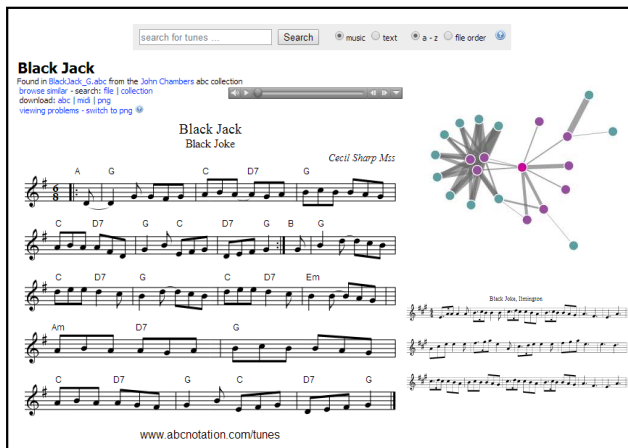 search for tunes ... Search music text a - z file order
Black Jack
Found in BlackJack_G.abc from the John Chambers abc collection
browse similar - search: file | collection
download: abc | midi | png
viewing problems - switch to png
Black Jack
Black Joke
Cecil Sharp Mss
A G C A D7 G
6
8
C D7 G C D7 G B G
C D7 G C D7 Em
Am D7 G
C D7 G C D7 G
Black Joke, Ilmington
www.abcnotation.com/tunes